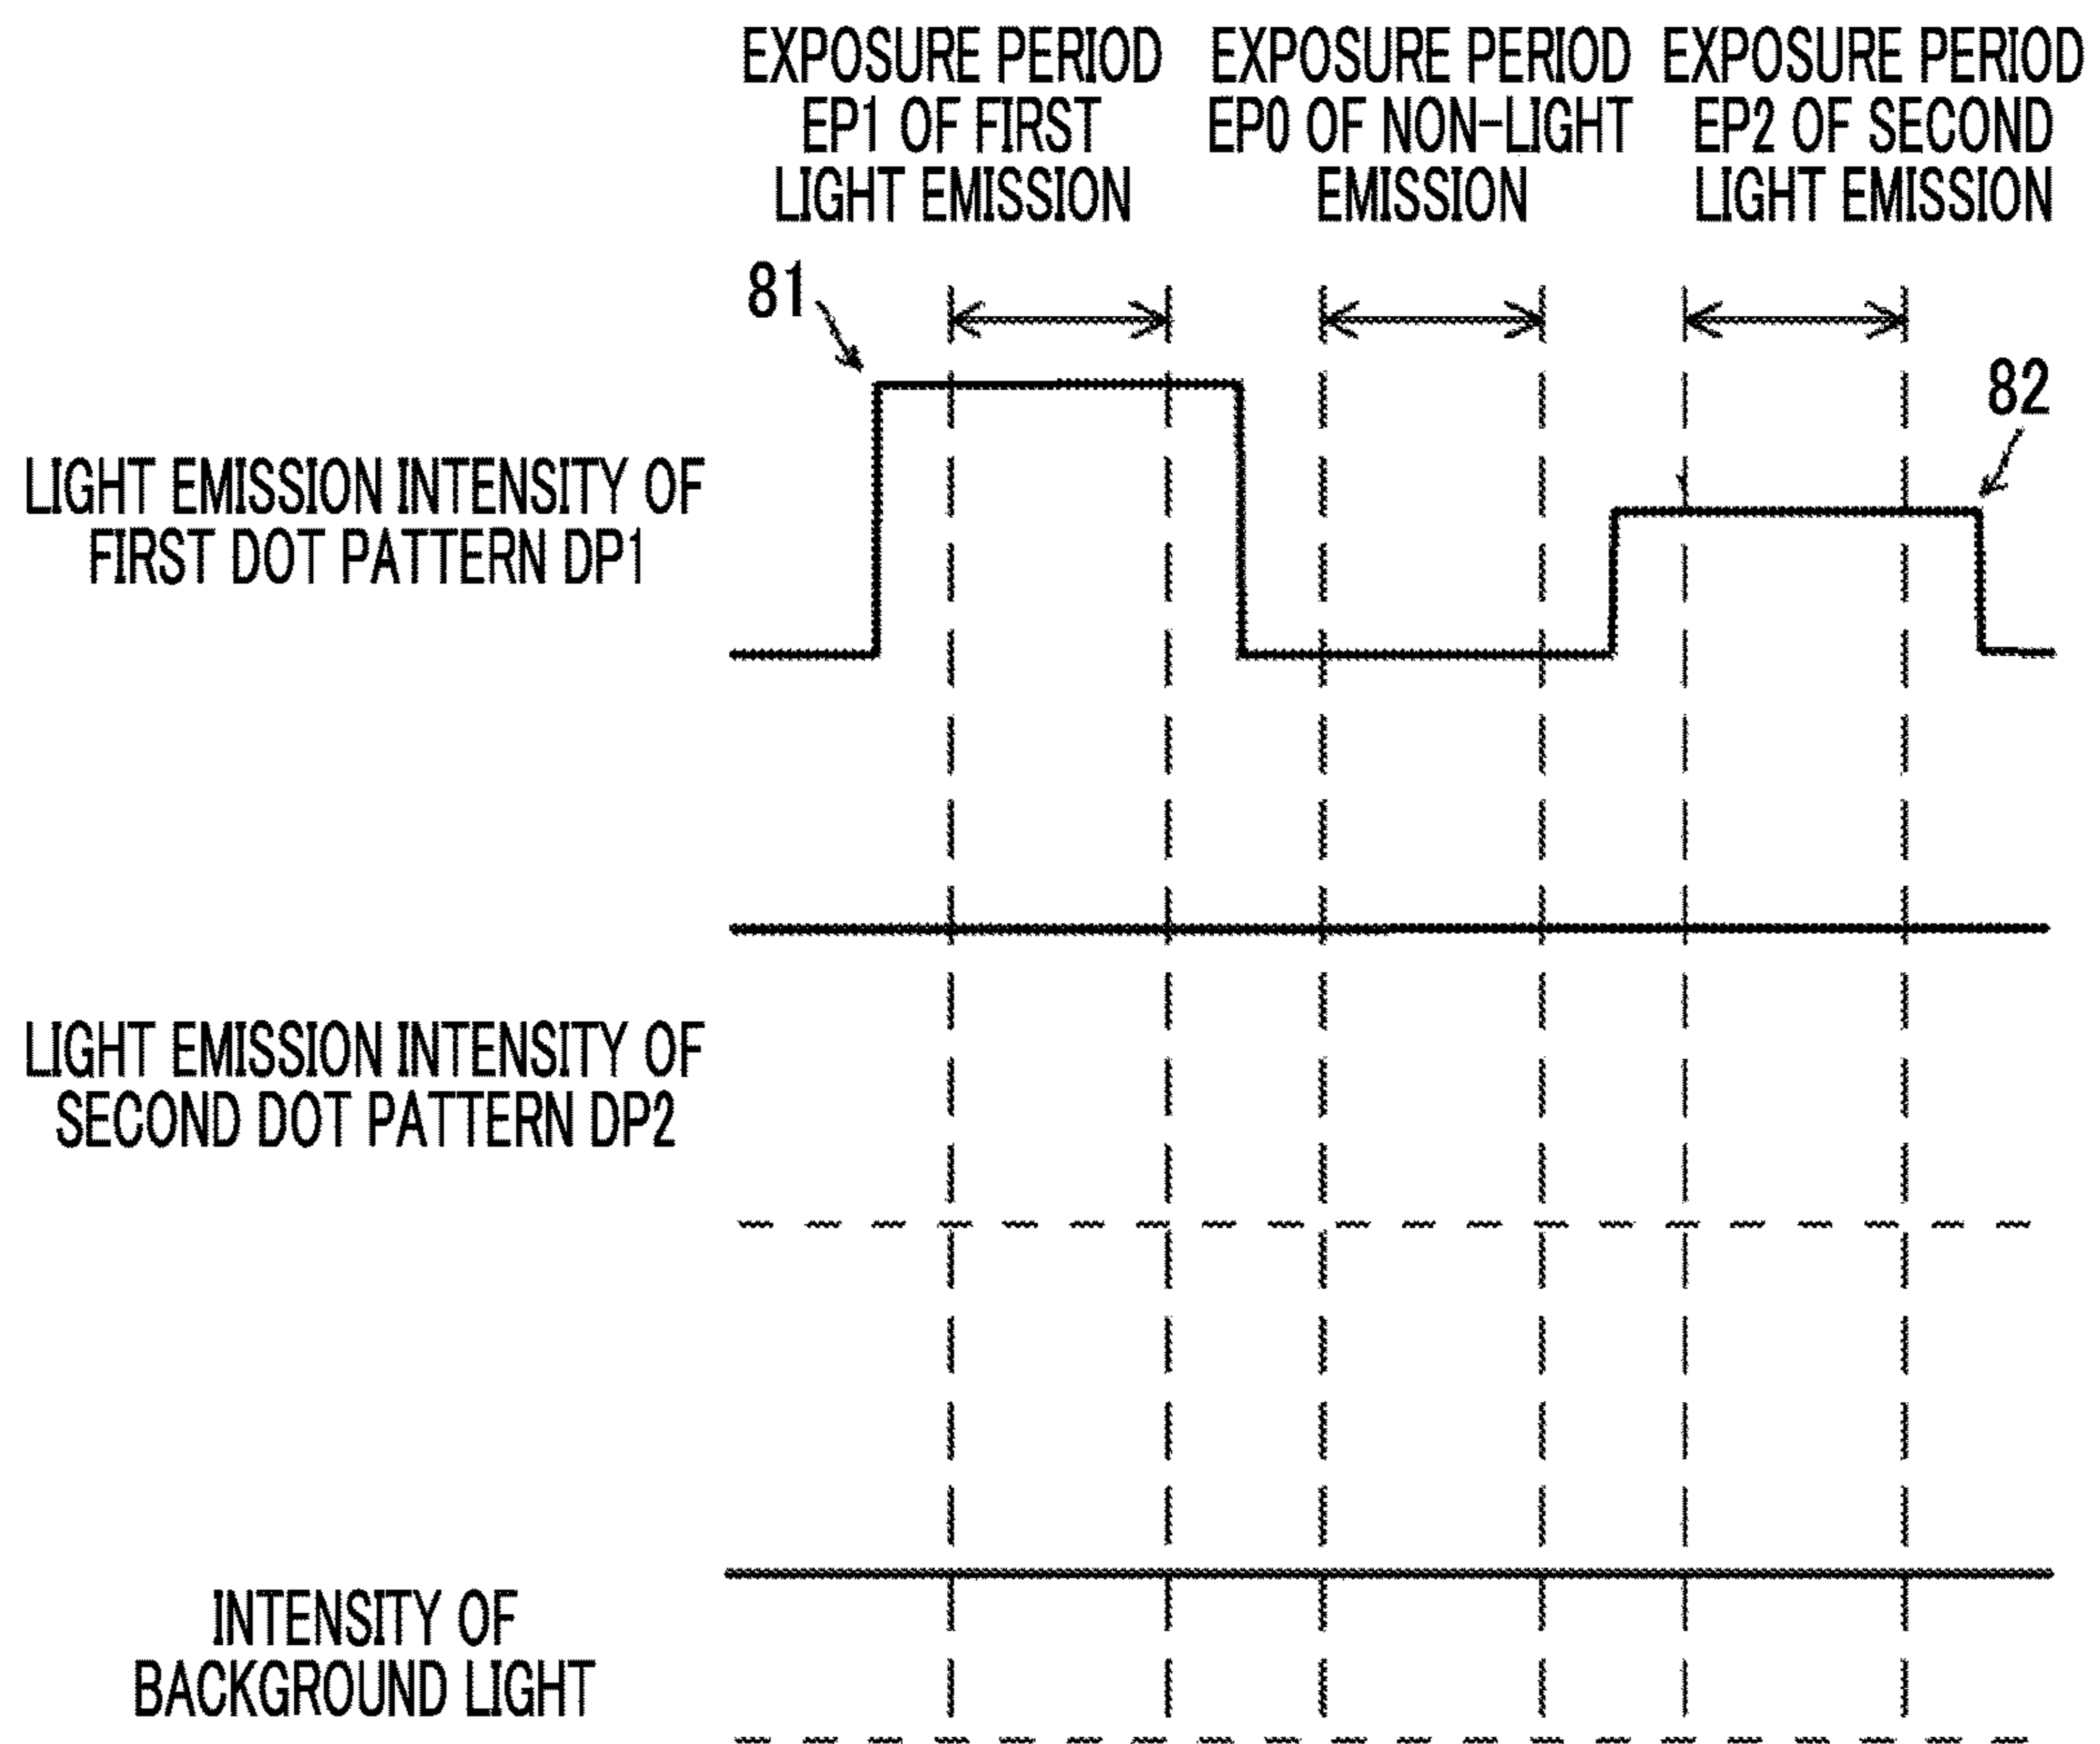 EXPOSURE PERIOD
EP1 OF FIRST
LIGHT EMISSION
EXPOSURE PERIOD
EP0 OF NON-LIGHT
EMISSION
EXPOSURE PERIOD
EP2 OF SECOND
LIGHT EMISSION
81
82
LIGHT EMISSION INTENSITY OF
FIRST DOT PATTERN DP1
LIGHT EMISSION INTENSITY OF
SECOND DOT PATTERN DP2
INTENSITY OF
BACKGROUND LIGHT